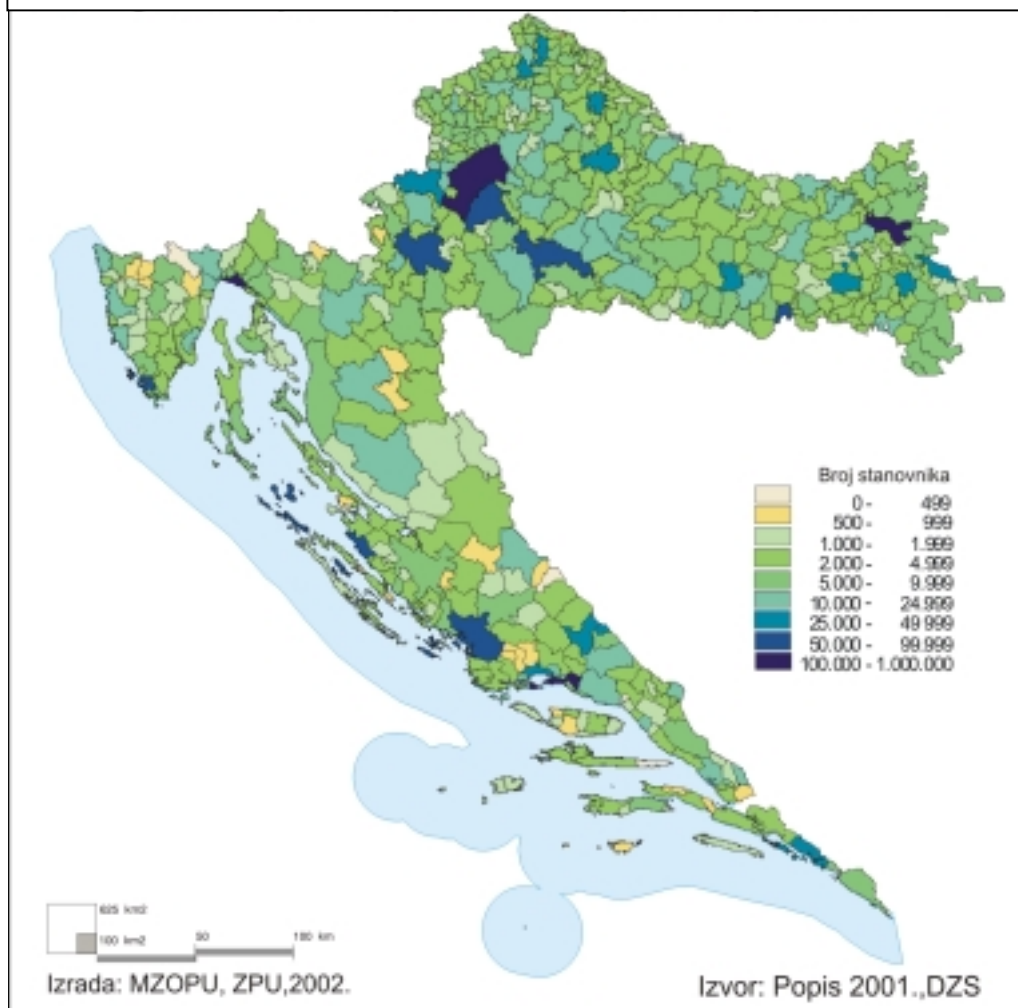 Broj stanovnika
0 - 499
500 - 999
1.000 - 1.999
2.000 - 4.999
5.000 - 9.999
10.000 - 24.999
25.000 - 49.999
50.000 - 99.999
100.000 - 1.000.000
625 km2
100 km2
50
100 km
Izrada: MZOPU, ZPU,2002.
Izvor: Popis 2001.,DZS